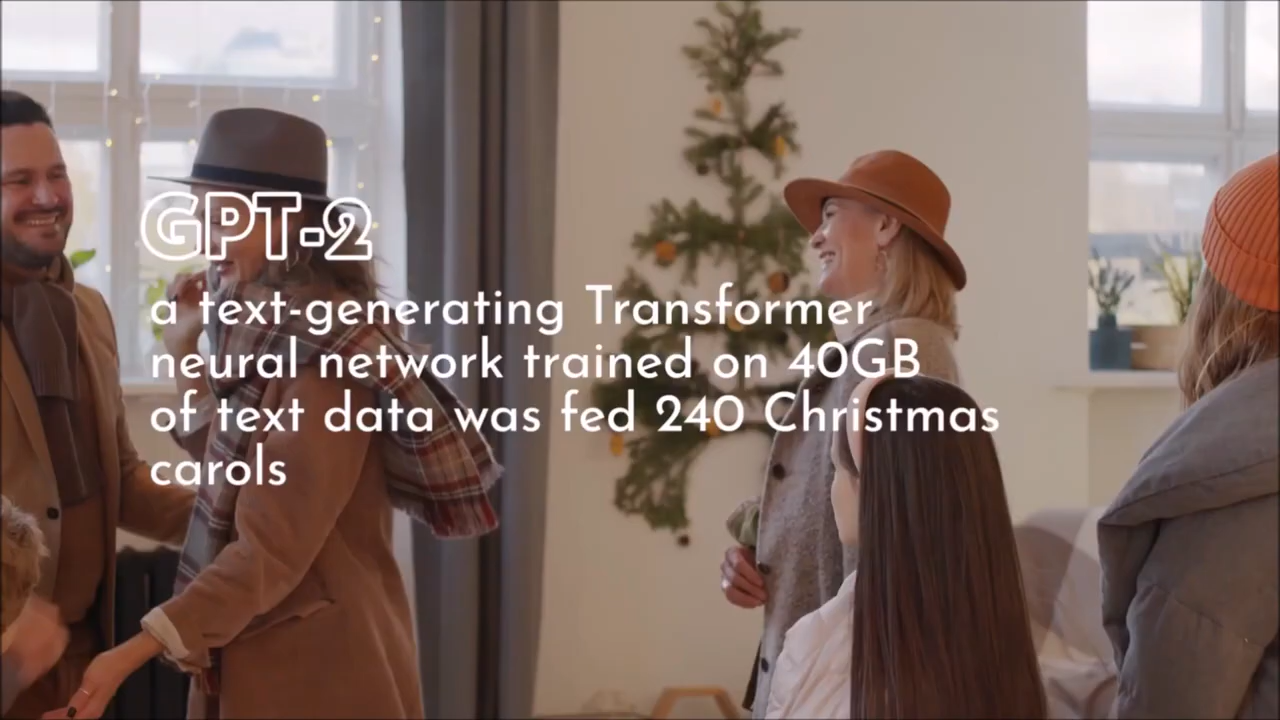 GPT-2
a text-generating Transformer
neural network trained on 40GB
of text data was fed 240 Christmas
carols